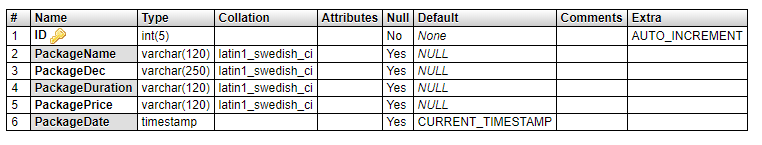 # Name Type Collation Attributes Null Default Comments Extra
1 ID int(5) No None AUTO_INCREMENT
2 PackageName varchar(120) latin1_swedish_ci Yes NULL
3 PackageDec varchar(250) latin1_swedish_ci Yes NULL
4 PackageDuration varchar(120) latin1_swedish_ci Yes NULL
5 PackagePrice varchar(120) latin1_swedish_ci Yes NULL
6 PackageDate timestamp Yes CURRENT_TIMESTAMP